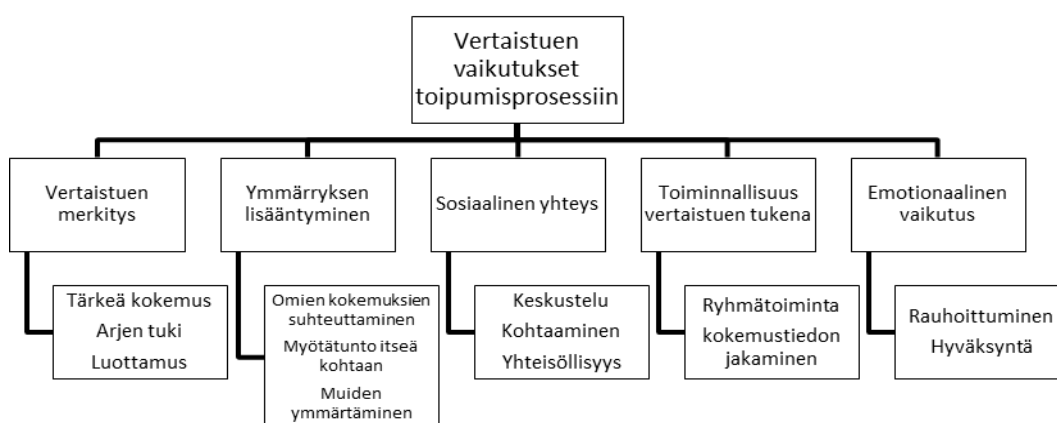 Vertaistuen
vaikutukset
toipumisprosessiin
Vertaistuen
merkitys
Ymmärryksen
lisääntyminen
Sosiaalinen yhteys
Toiminnallisuus
vertaistuen tukena
Emotionaalinen
vaikutus
Tärkeä kokemus
Arjen tuki
Luottamus
Omien kokemuksien
suhteuttaminen
Myötätunto itseä
kohtaan
Muiden
ymmärtäminen
Keskustelu
Kohtaaminen
Yhteisöllisyys
Ryhmätoiminta
kokemustiedon
jakaminen
Rauhoittuminen
Hyväksyntä